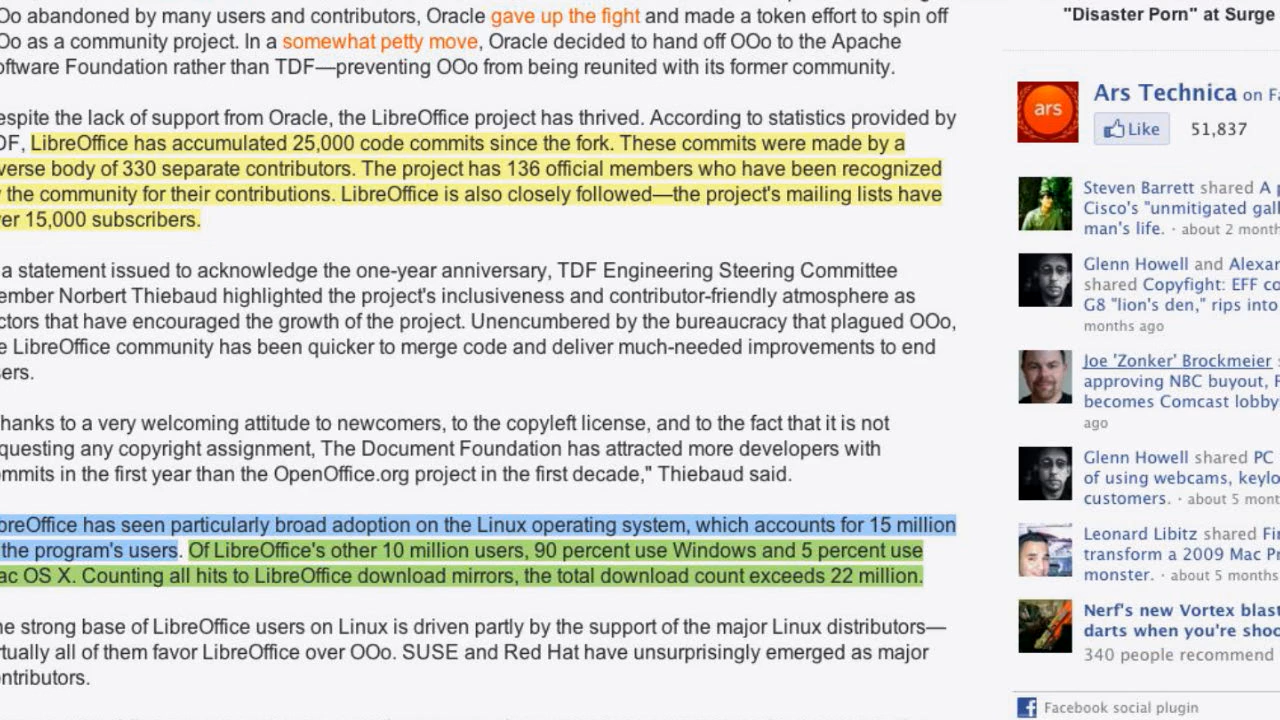 Oo abandoned by many users and contributors, Oracle gave up the fight and made a token effort to spin off
Oo as a community project. In a somewhat petty move, Oracle decided to hand off OOo to the Apache
oftware Foundation rather than TDF—preventing OOo from being reunited with its former community.
espite the lack of support from Oracle, the LibreOffice project has thrived. According to statistics provided by
DF, LibreOffice has accumulated 25,000 code commits since the fork. These commits were made by a
verse body of 330 separate contributors. The project has 136 official members who have been recognized
y the community for their contributions. LibreOffice is also closely followed—the project's mailing lists have
ver 15,000 subscribers.
a statement issued to acknowledge the one-year anniversary, TDF Engineering Steering Committee
ember Norbert Thiebaud highlighted the project's inclusiveness and contributor-friendly atmosphere as
ctors that have encouraged the growth of the project. Unencumbered by the bureaucracy that plagued OOo,
e LibreOffice community has been quicker to merge code and deliver much-needed improvements to end
sers.
hanks to a very welcoming attitude to newcomers, to the copyleft license, and to the fact that it is not
questing any copyright assignment, The Document Foundation has attracted more developers with
ommits in the first year than the OpenOffice.org project in the first decade," Thiebaud said.
breOffice has seen particularly broad adoption on the Linux operating system, which accounts for 15 million
the program's users. Of LibreOffice's other 10 million users, 90 percent use Windows and 5 percent use
ac OS X. Counting all hits to LibreOffice download mirrors, the total download count exceeds 22 million.
he strong base of LibreOffice users on Linux is driven partly by the support of the major Linux distributors—
rtually all of them favor LibreOffice over OOo. SUSE and Red Hat have unsurprisingly emerged as major
ontributors.
"Disaster Porn" at Surge
ars
Ars Technica on Fa
Like 51,837
Steven Barrett shared A p
Cisco's "unmitigated gall
man's life. · about 2 month
Glenn Howell and Alexan
shared Copyfight: EFF co
G8 "lion's den," rips into
months ago
Joe 'Zonker' Brockmeier s
approving NBC buyout, F
becomes Comcast lobby
ago
Glenn Howell shared PC
of using webcams, keylo
customers. · about 5 mont
Leonard Libitz shared Fi
transform a 2009 Mac Pr
monster. · about 5 months
Nerf's new Vortex blast
darts when you're shoo
340 people recommend
Facebook social plugin